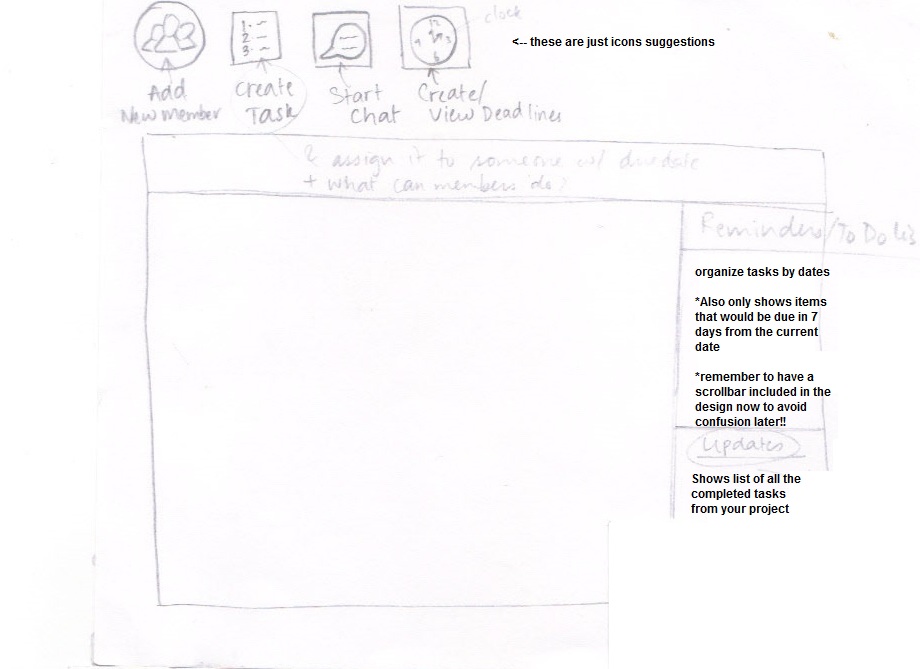 clock
<-- these are just icons suggestions
1.
2.
3.
12
9 3
6
Add
New member
Create
Task
Start
Chat
Create/
View Deadlines
& assign it to someone w/ duedate
+ what can members do?
Reminders/To Do
organize tasks by dates
*Also only shows items
that would be due in 7
days from the current
date
*remember to have a
scrollbar included in the
design now to avoid
confusion later!!
Updates
Shows list of all the
completed tasks
from your project